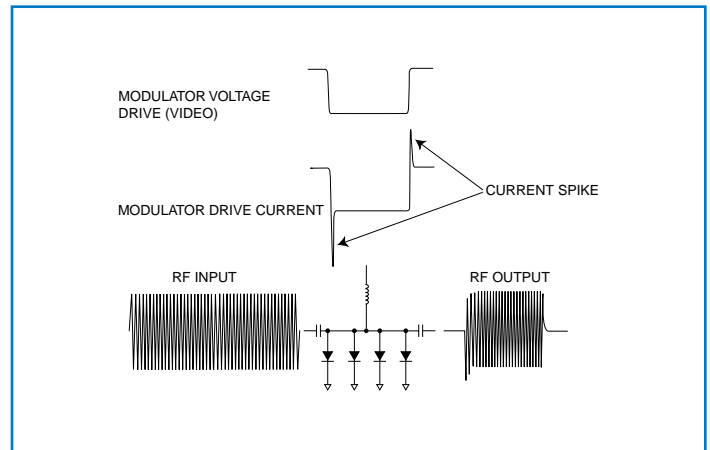 MODULATOR VOLTAGE
DRIVE (VIDEO)
CURRENT SPIKE
MODULATOR DRIVE CURRENT
RF INPUT
RF OUTPUT